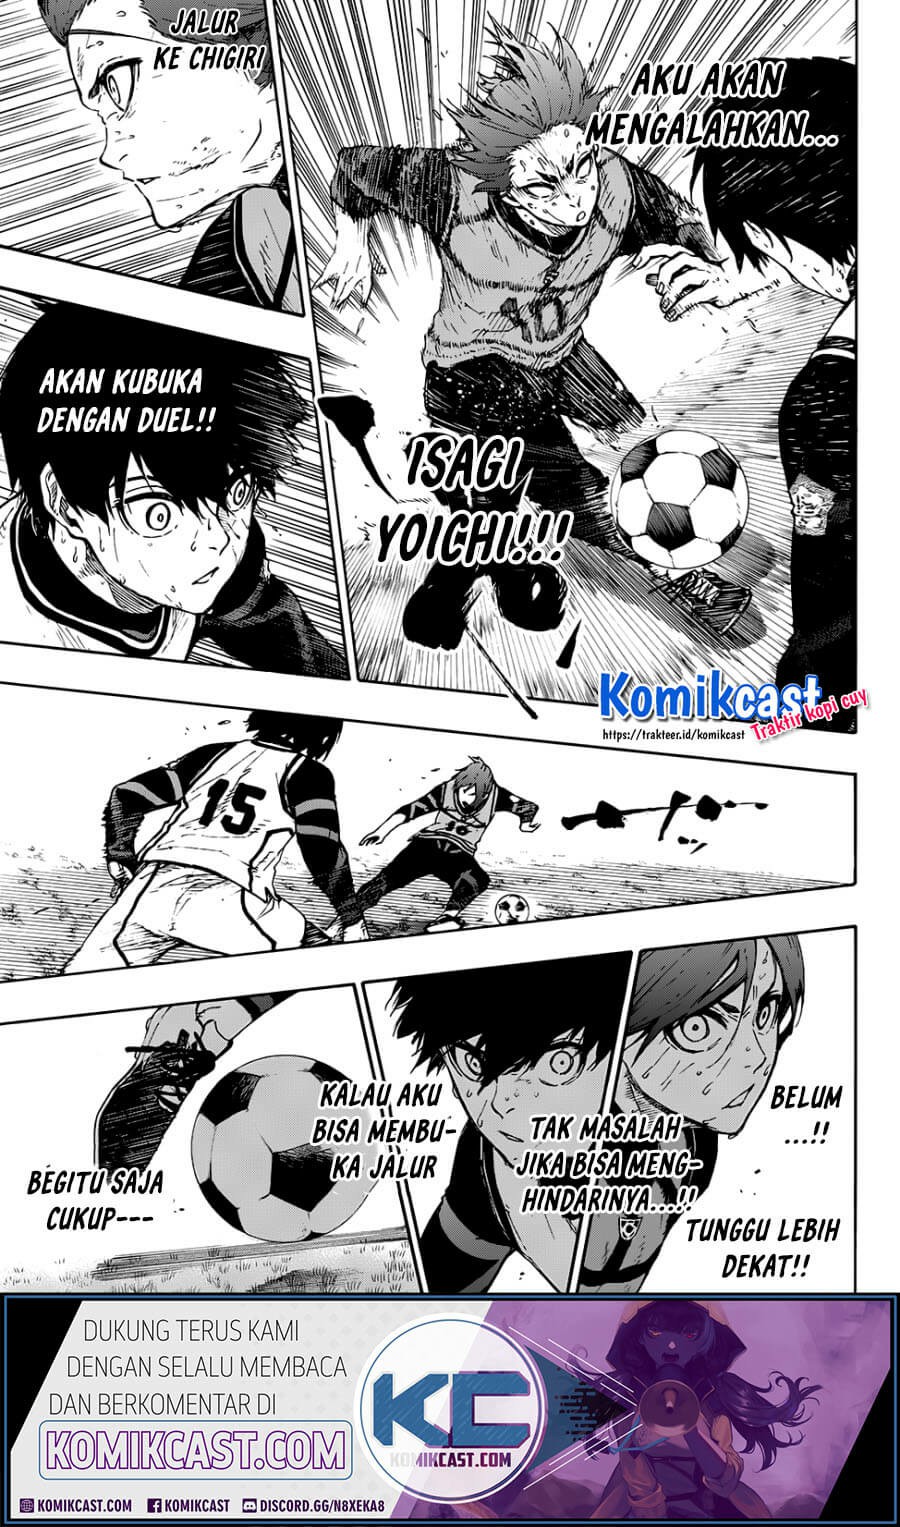 AKU AKAN
MENGALAHKAN...
ISAGI
YOICHI!!!
10
JALUR
KE CHIGIRI
AKAN KUBUKA
DENGAN DUEL!!
Komikcast
Traktir kopi cuy
https://trakteer.id/komikcast
15
BELUM
...!!
TUNGGU LEBIH
DEKAT!!
TAK MASALAH
JIKA BISA MENG-
HINDARINYA...!!
KALAU AKU
BISA MEMBU-
KA JALUR
BEGITU SAJA
CUKUP---
DUKUNG TERUS KAMI
DENGAN SELALU MEMBACA
DAN BERKOMENTAR DI
KOMIKCAST.COM
KC
KOMIKCAST.COM
KOMIKCAST.COM
KOMIKCAST
DISCORD.GG/N8XEKA8